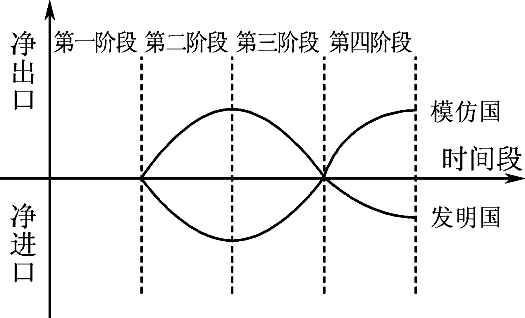 净出口
第一阶段 第二阶段 第三阶段 第四阶段
模仿国
时间段
发明国
净进口